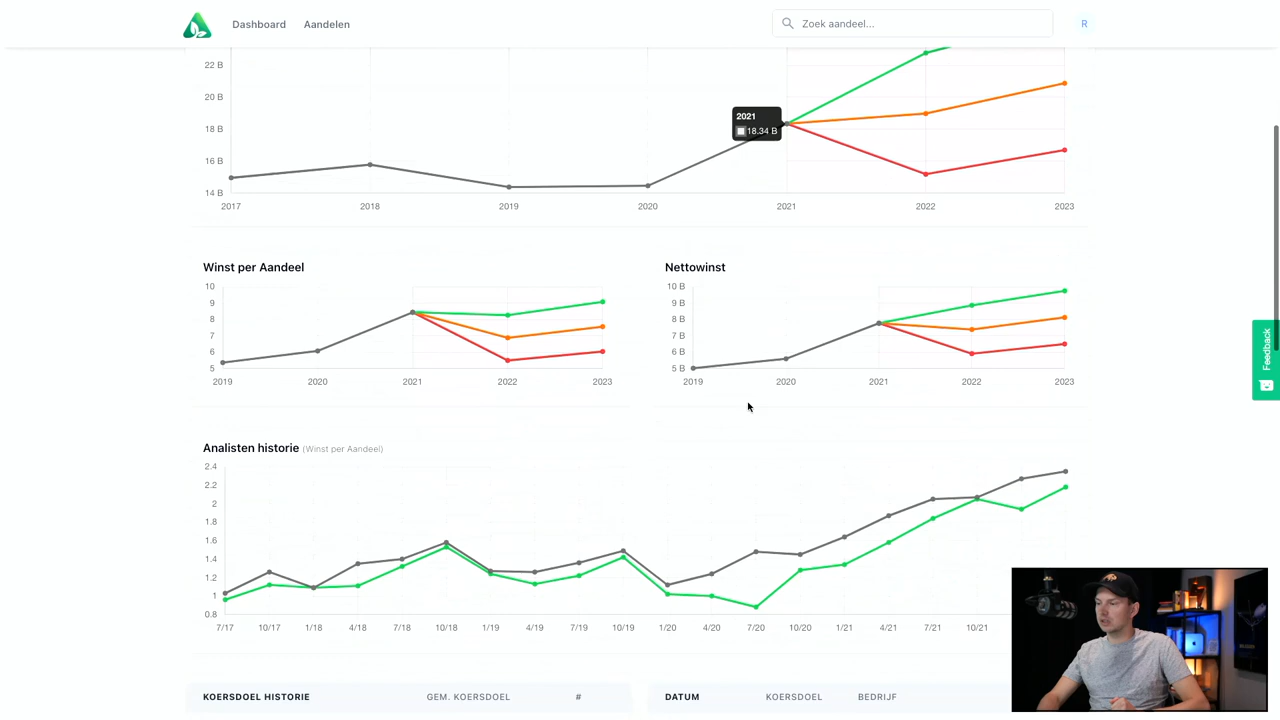 Dashboard Aandelen Zoek aandeel... R
22 B
20 B
18 B
16 B
14 B
2021
18.34 B
2017 2018 2019 2020 2021 2022 2023
Winst per Aandeel
10
9
8
7
6
5
2019 2020 2021 2022 2023
Nettowinst
10 B
9 B
8 B
7 B
6 B
5 B
2019 2020 2021 2022 2023
Feedback
Analisten historie (Winst per Aandeel)
2.4
2.2
2
1.8
1.6
1.4
1.2
1
0.8
7/17 10/17 1/18 4/18 7/18 10/18 1/19 4/19 7/19 10/19 1/20 4/20 7/20 10/20 1/21 4/21 7/21 10/21
KOERSDOEL HISTORIE GEM. KOERSDOEL #
DATUM KOERSDOEL BEDRIJF